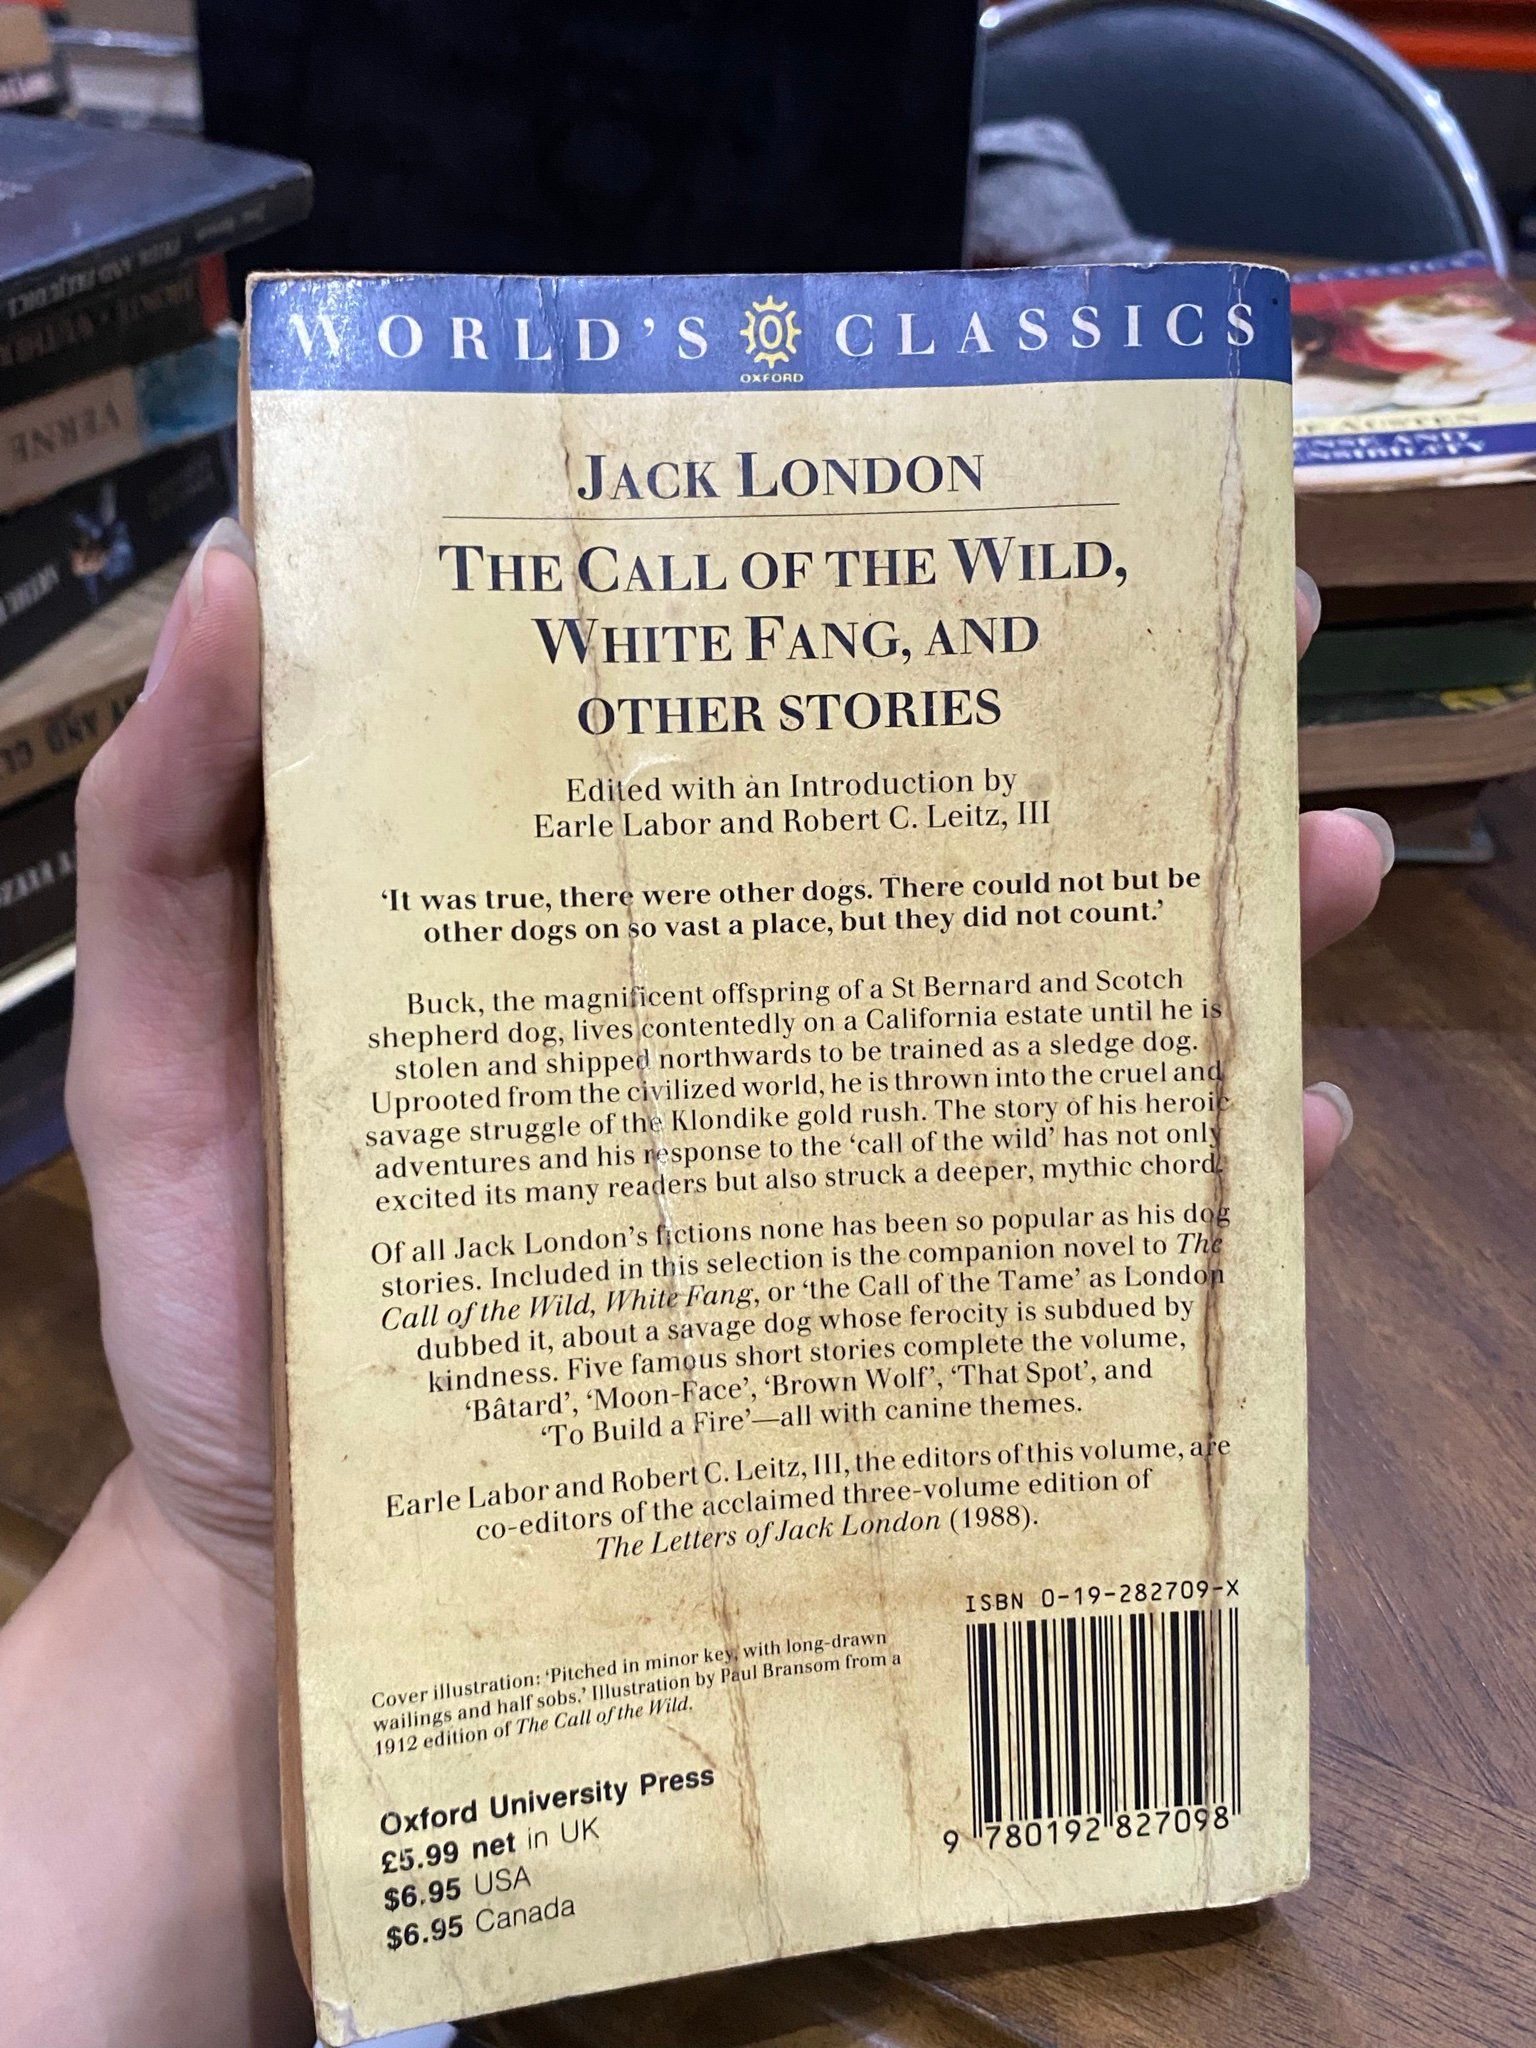 WORLD'S CLASSICS
OXFORD
JACK LONDON
THE CALL OF THE WILD,
WHITE FANG, AND
OTHER STORIES
Edited with an Introduction by
Earle Labor and Robert C. Leitz, III
‘It was true, there were other dogs. There could not but be
other dogs on so vast a place, but they did not count.’
Buck, the magnificent offspring of a St Bernard and Scotch
shepherd dog, lives contentedly on a California estate until he is
stolen and shipped northwards to be trained as a sledge dog.
Uprooted from the civilized world, he is thrown into the cruel and
savage struggle of the Klondike gold rush. The story of his heroic
adventures and his response to the ‘call of the wild’ has not only
excited its many readers but also struck a deeper, mythic chord.
Of all Jack London’s fictions none has been so popular as his dog
stories. Included in this selection is the companion novel to The
Call of the Wild, White Fang, or ‘the Call of the Tame’ as London
dubbed it, about a savage dog whose ferocity is subdued by
kindness. Five famous short stories complete the volume,
‘Bâtard’, ‘Moon-Face’, ‘Brown Wolf’, ‘That Spot’, and
‘To Build a Fire’—all with canine themes.
Earle Labor and Robert C. Leitz, III, the editors of this volume, are
co-editors of the acclaimed three-volume edition of
The Letters of Jack London (1988).
ISBN 0-19-282709-X
Cover illustration: ‘Pitched in minor key, with long-drawn
wailings and half sobs.’ Illustration by Paul Bransom from a
1912 edition of The Call of the Wild.
9 780192 827098
Oxford University Press
£5.99 net in UK
$6.95 USA
$6.95 Canada
PRIDE AND PREJUDICE
VERNE
AUSTEN